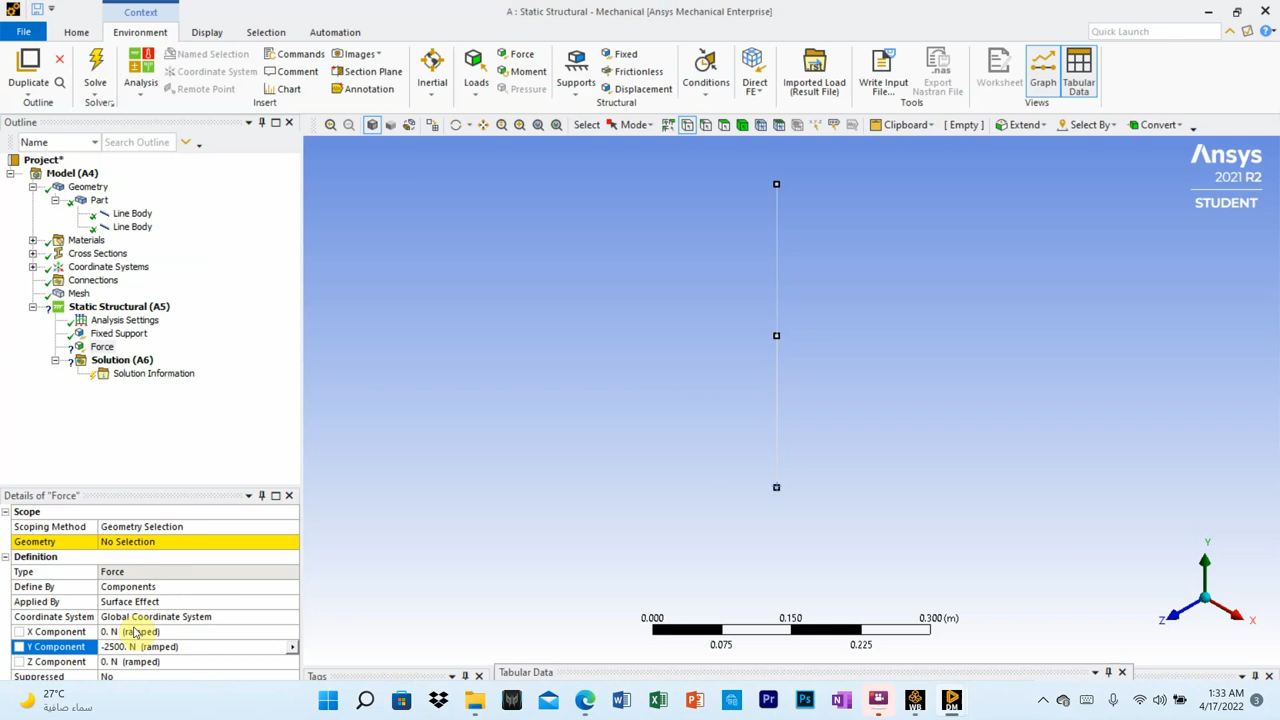 Context
A : Static Structural - Mechanical [Ansys Mechanical Enterprise]
File Home Environment Display Selection Automation Quick Launch
Duplicate Solve Analysis Named Selection Commands Images Inertial Loads Force Supports Fixed Conditions Direct FE Imported Load (Result File) Write Input File... Export Nastran File Worksheet Graph Tabular Data
Coordinate System Comment Section Plane Moment Frictionless
Remote Point Chart Annotation Pressure Displacement
Outline Solver Insert Structural Tools Views
Outline Select Mode Clipboard [ Empty ] Extend Select By Convert
Name Search Outline
Project*
Model (A4)
Geometry
Part
Line Body
Line Body
Materials
Cross Sections
Coordinate Systems
Connections
Mesh
Static Structural (A5)
Analysis Settings
Fixed Support
Force
Solution (A6)
Solution Information
Ansys
2021 R2
STUDENT
Details of "Force"
Scope
Scoping Method Geometry Selection
Geometry No Selection
Definition
Type Force
Define By Components
Applied By Surface Effect
Coordinate System Global Coordinate System
X Component 0. N (ramped)
Y Component -2500. N (ramped)
Z Component 0. N (ramped)
Suppressed No
0.000 0.150 0.300 (m)
0.075 0.225
Y
Z X
Tags Tabular Data
27°C
سماء صافية
1:33 AM
4/17/2022